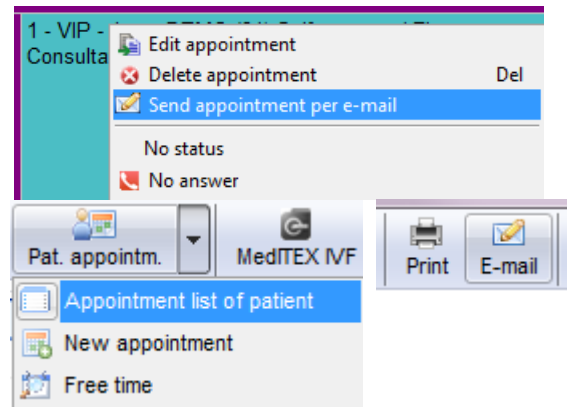 1 - VIP -
Consulta
Edit appointment
Delete appointment Del
Send appointment per e-mail
No status
No answer
Pat. appointm.
MedITEX IVF
Print
E-mail
Appointment list of patient
New appointment
Free time